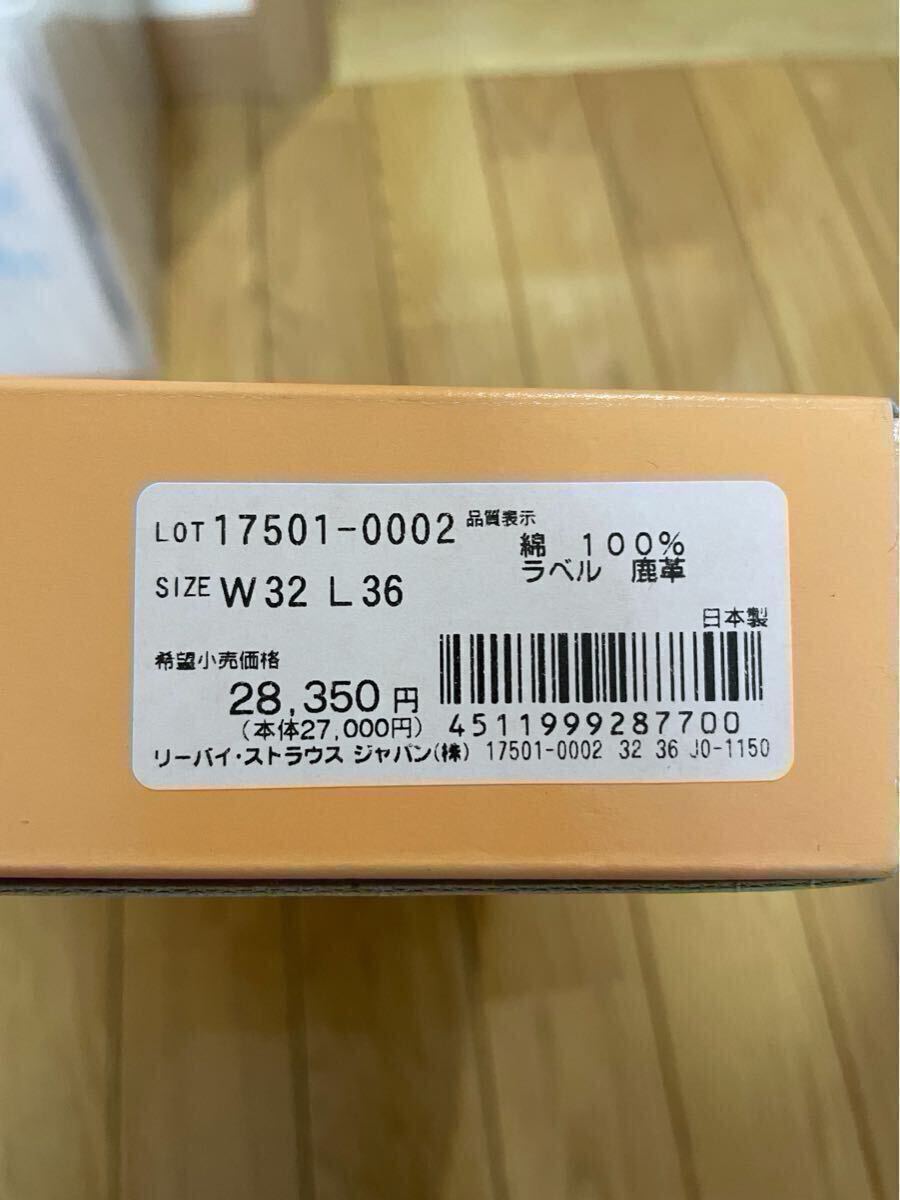 LOT 17501-0002 品質表示
綿 100%
ラベル 鹿革
SIZE W32 L36
日本製
希望小売価格
28,350円
(本体27,000円)
4511999287700
リーバイ・ストラウス ジャパン(株) 17501-0002 32 36 J0-1150